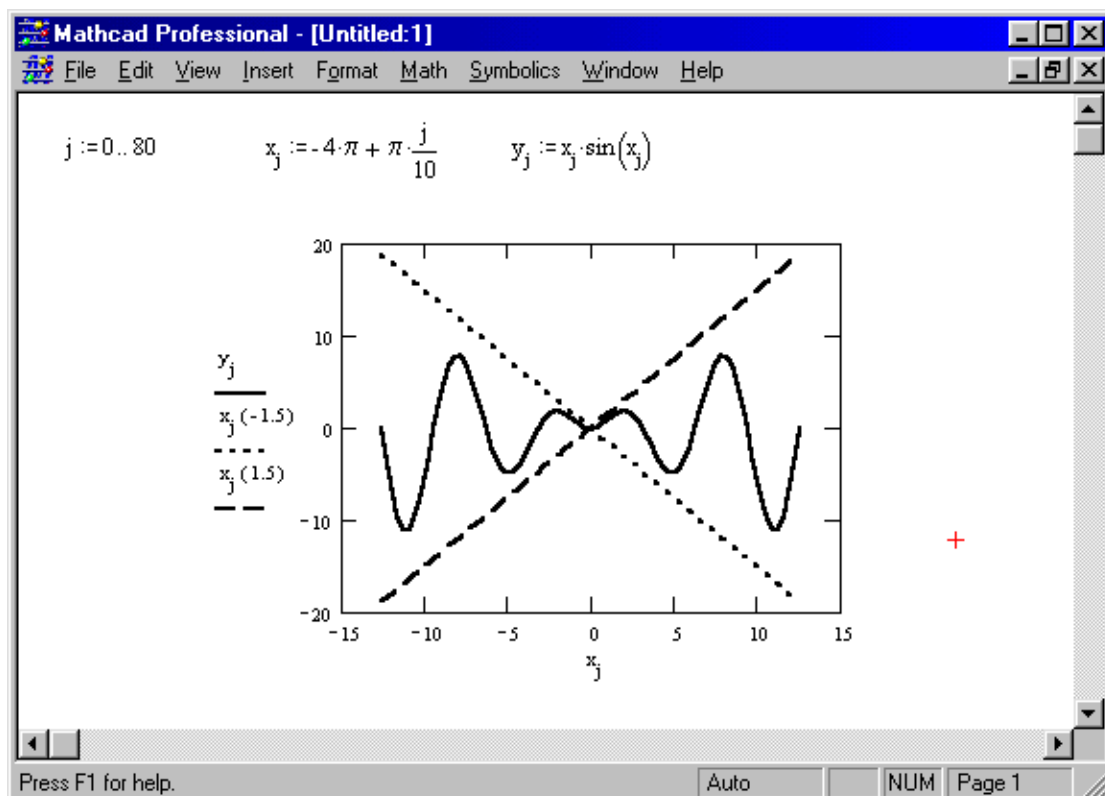 Mathcad Professional - [Untitled:1]
File Edit View Insert Format Math Symbolics Window Help
j := 0 .. 80 x_j := -4·π + π·j/10 y_j := x_j·sin(x_j)
20
10
0
-10
-20
y_j
x_j (-1.5)
x_j (1.5)
-15 -10 -5 0 5 10 15
x_j
Press F1 for help. Auto NUM Page 1